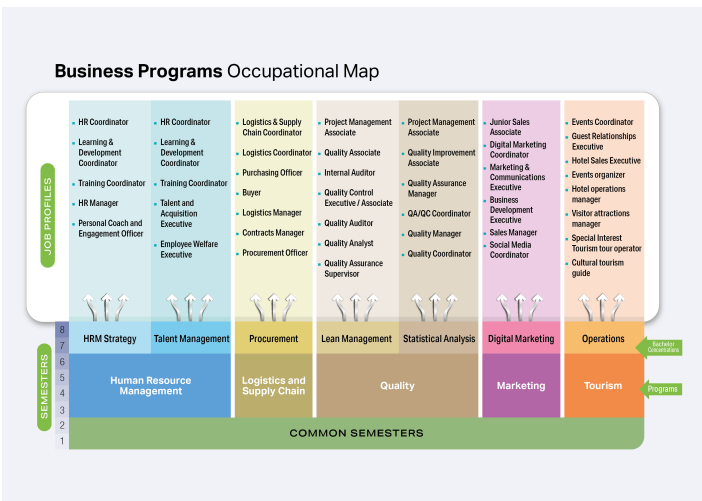 Business Programs Occupational Map
JOB PROFILES
HR Coordinator
Learning &
Development
Coordinator
Training Coordinator
HR Manager
Personal Coach and
Engagement Officer
HR Coordinator
Learning &
Development
Coordinator
Training Coordinator
Talent and
Acquisition
Executive
Employee Welfare
Executive
Logistics & Supply
Chain Coordinator
Logistics Coordinator
Purchasing Officer
Buyer
Logistics Manager
Contracts Manager
Procurement Officer
Project Management
Associate
Quality Associate
Internal Auditor
Quality Control
Executive / Associate
Quality Auditor
Quality Analyst
Quality Assurance
Supervisor
Project Management
Associate
Quality Improvement
Associate
Quality Assurance
Manager
QA/QC Coordinator
Quality Manager
Quality Coordinator
Junior Sales
Associate
Digital Marketing
Coordinator
Marketing &
Communications
Executive
Business
Development
Executive
Sales Manager
Social Media
Coordinator
Events Coordinator
Guest Relationships
Executive
Hotel Sales Executive
Events organizer
Hotel operations
manager
Visitor attractions
manager
Special Interest
Tourism tour operator
Cultural tourism
guide
SEMESTERS
8
7
6
5
4
3
2
1
HRM Strategy
Talent Management
Procurement
Lean Management
Statistical Analysis
Digital Marketing
Operations
Bachelor
Concentrations
Human Resource
Management
Logistics and
Supply Chain
Quality
Marketing
Tourism
Programs
COMMON SEMESTERS